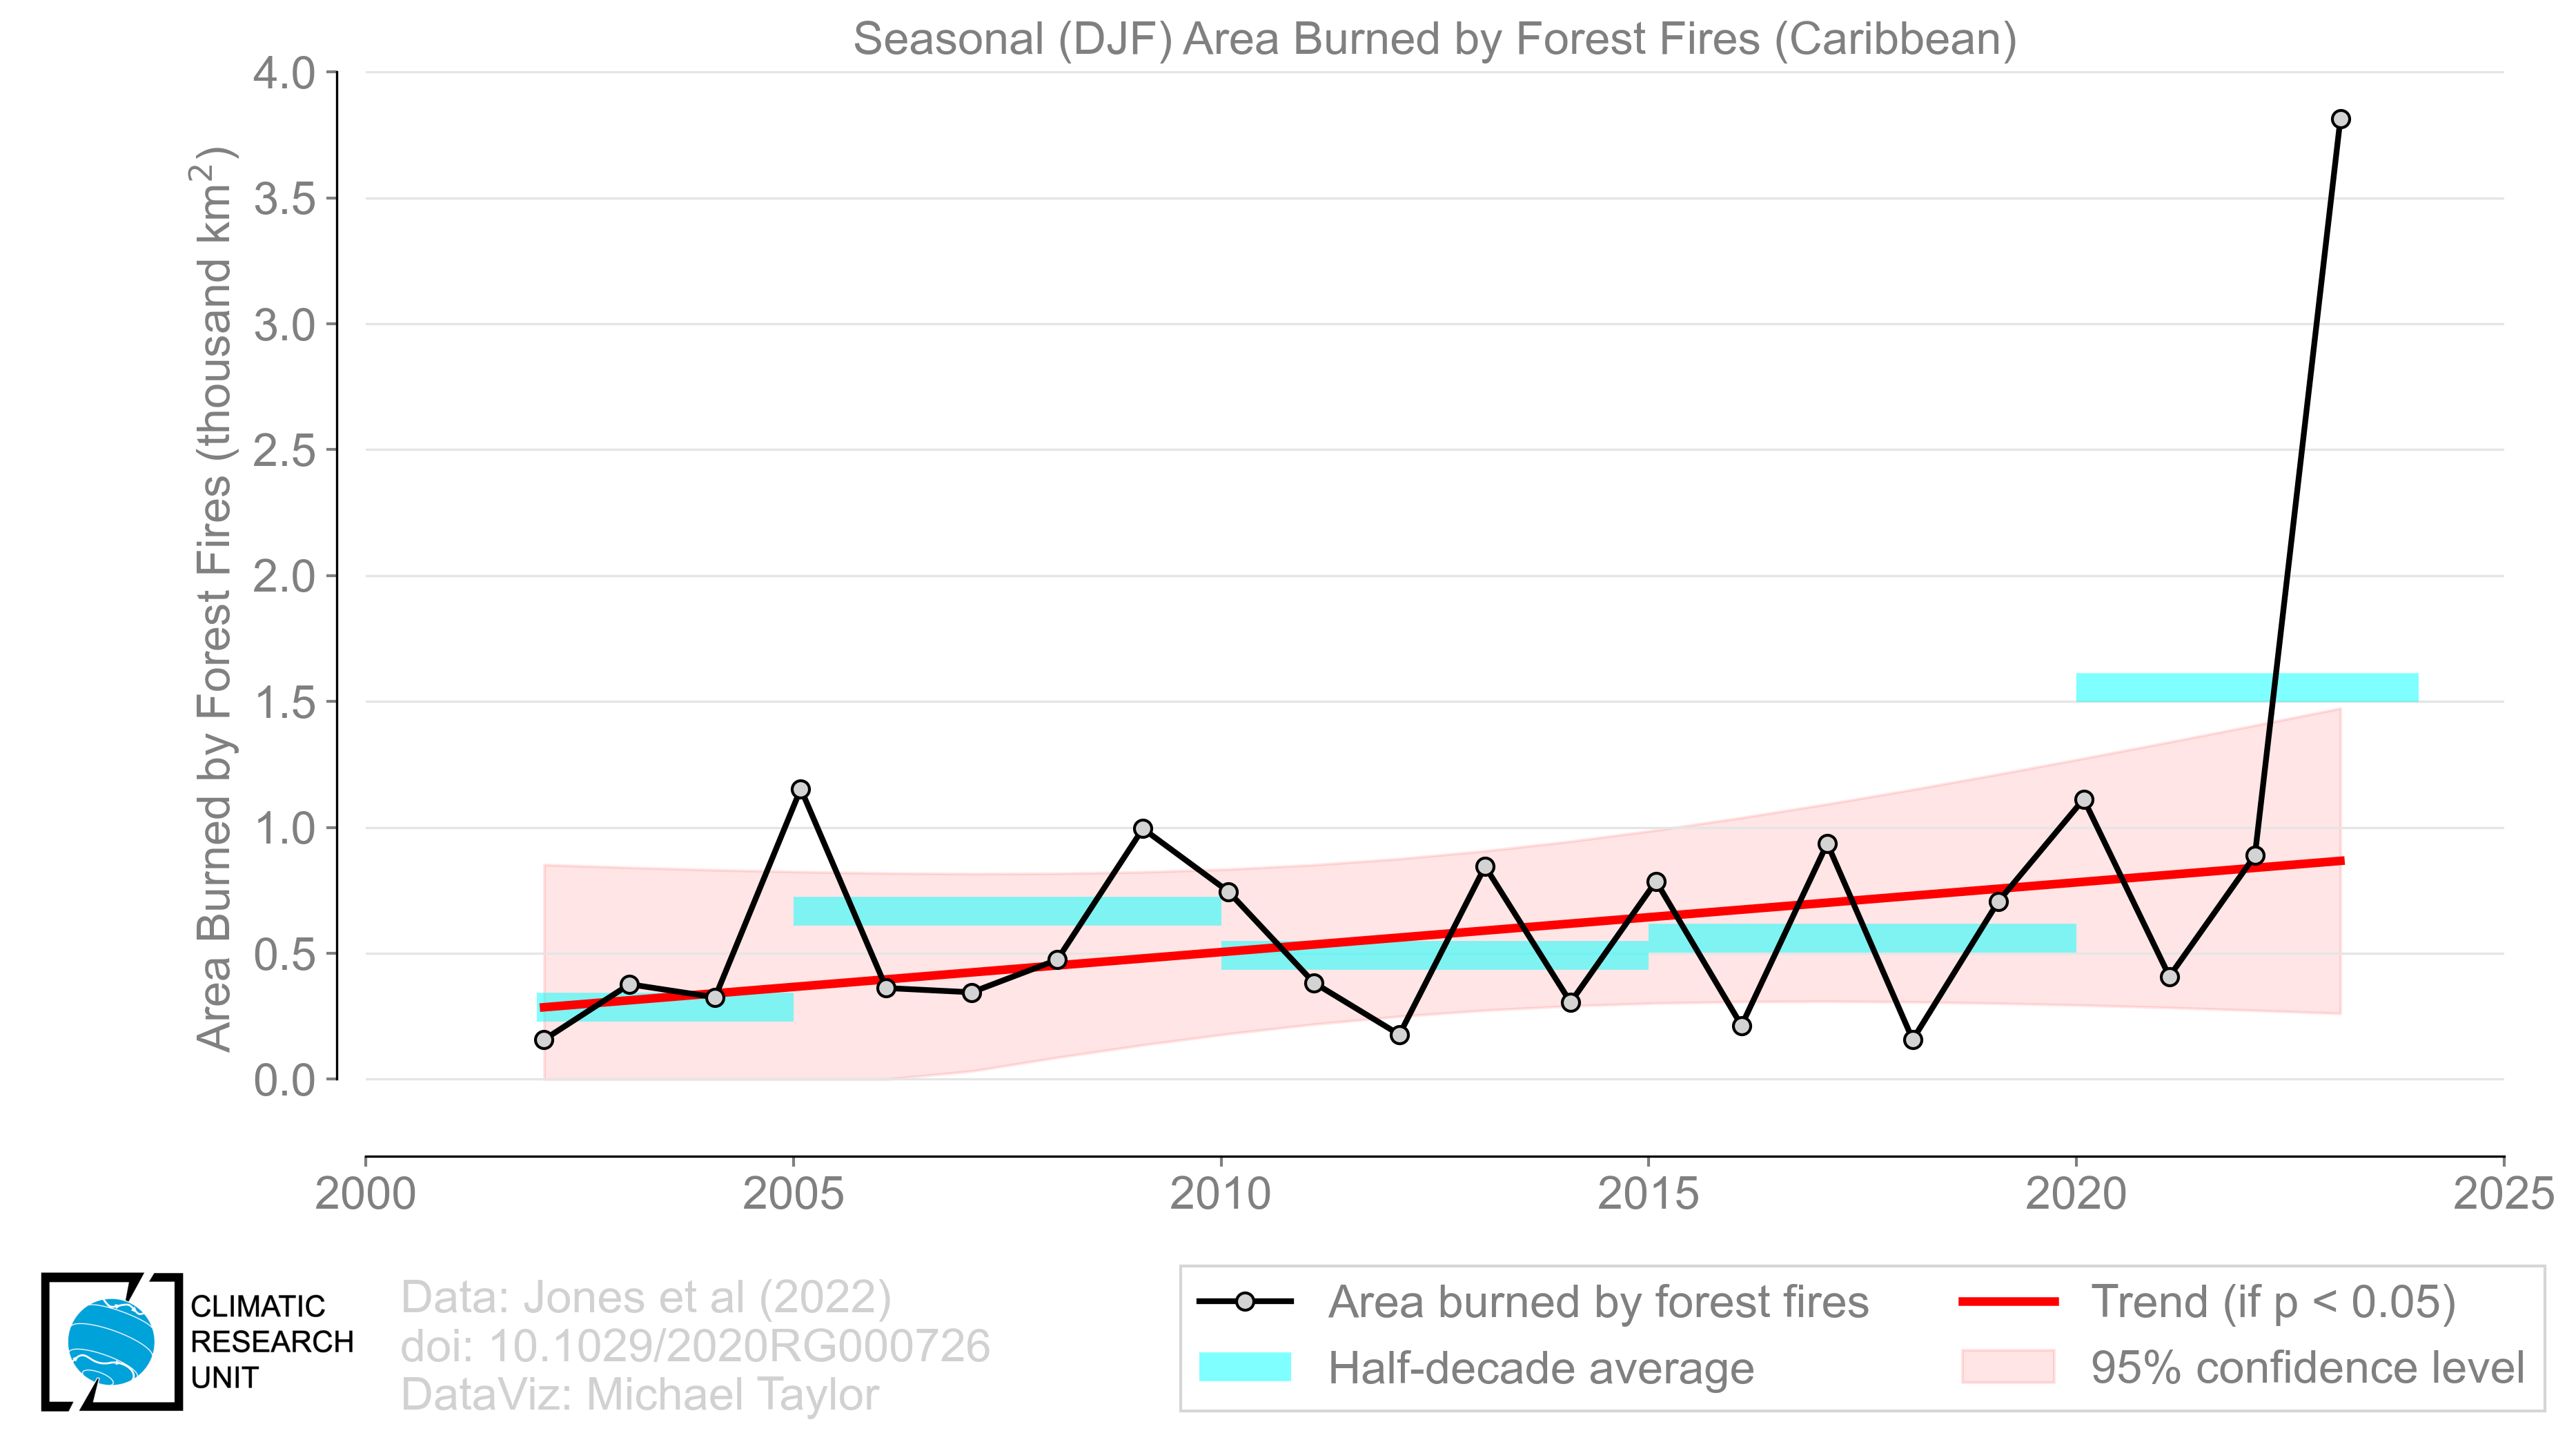 Seasonal (DJF) Area Burned by Forest Fires (Caribbean)
Area Burned by Forest Fires (thousand km²)
4.0
3.5
3.0
2.5
2.0
1.5
1.0
0.5
0.0
2000 2005 2010 2015 2020 2025
CLIMATIC
RESEARCH
UNIT
Data: Jones et al (2022)
doi: 10.1029/2020RG000726
DataViz: Michael Taylor
Area burned by forest fires
Half-decade average
Trend (if p < 0.05)
95% confidence level